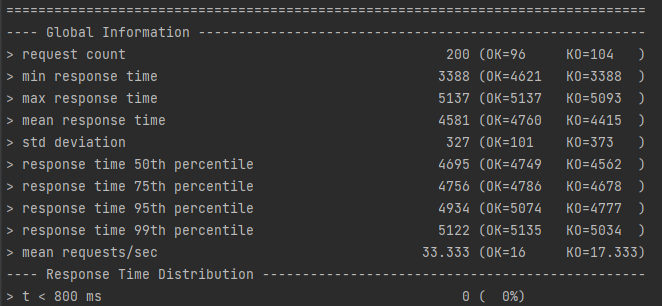 ================================================================================
---- Global Information --------------------------------------------------------
> request count                                        200 (OK=96     KO=104   )
> min response time                                   3388 (OK=4621   KO=3388  )
> max response time                                   5137 (OK=5137   KO=5093  )
> mean response time                                  4581 (OK=4760   KO=4415  )
> std deviation                                        327 (OK=101    KO=373   )
> response time 50th percentile                       4695 (OK=4749   KO=4562  )
> response time 75th percentile                       4756 (OK=4786   KO=4678  )
> response time 95th percentile                       4934 (OK=5074   KO=4777  )
> response time 99th percentile                       5122 (OK=5135   KO=5034  )
> mean requests/sec                                 33.333 (OK=16     KO=17.333)
---- Response Time Distribution ------------------------------------------------
> t < 800 ms                                             0 (  0%)